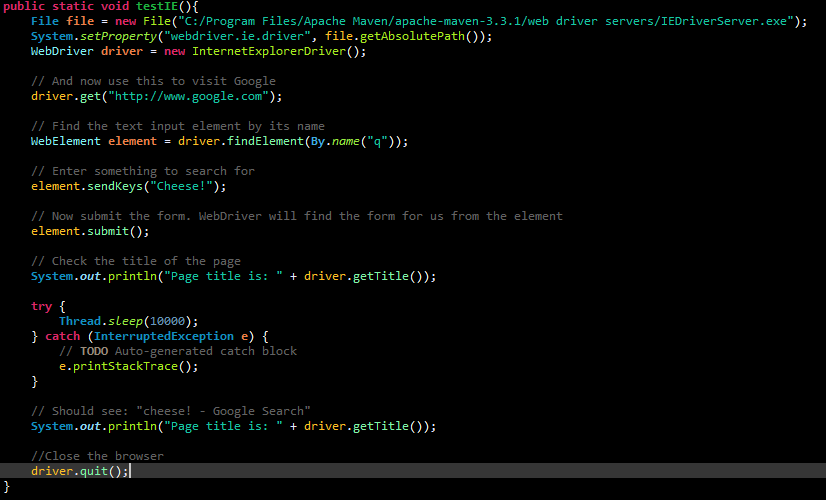 public static void testIE(){
File file = new File("C:/Program Files/Apache Maven/apache-maven-3.3.1/web driver servers/IEDriverServer.exe");
System.setProperty("webdriver.ie.driver", file.getAbsolutePath());
WebDriver driver = new InternetExplorerDriver();
// And now use this to visit Google
driver.get("http://www.google.com");
// Find the text input element by its name
WebElement element = driver.findElement(By.name("q"));
// Enter something to search for
element.sendKeys("Cheese!");
// Now submit the form. WebDriver will find the form for us from the element
element.submit();
// Check the title of the page
System.out.println("Page title is: " + driver.getTitle());
try {
Thread.sleep(10000);
} catch (InterruptedException e) {
// TODO Auto-generated catch block
e.printStackTrace();
}
// Should see: "cheese! - Google Search"
System.out.println("Page title is: " + driver.getTitle());
//Close the browser
driver.quit();
}